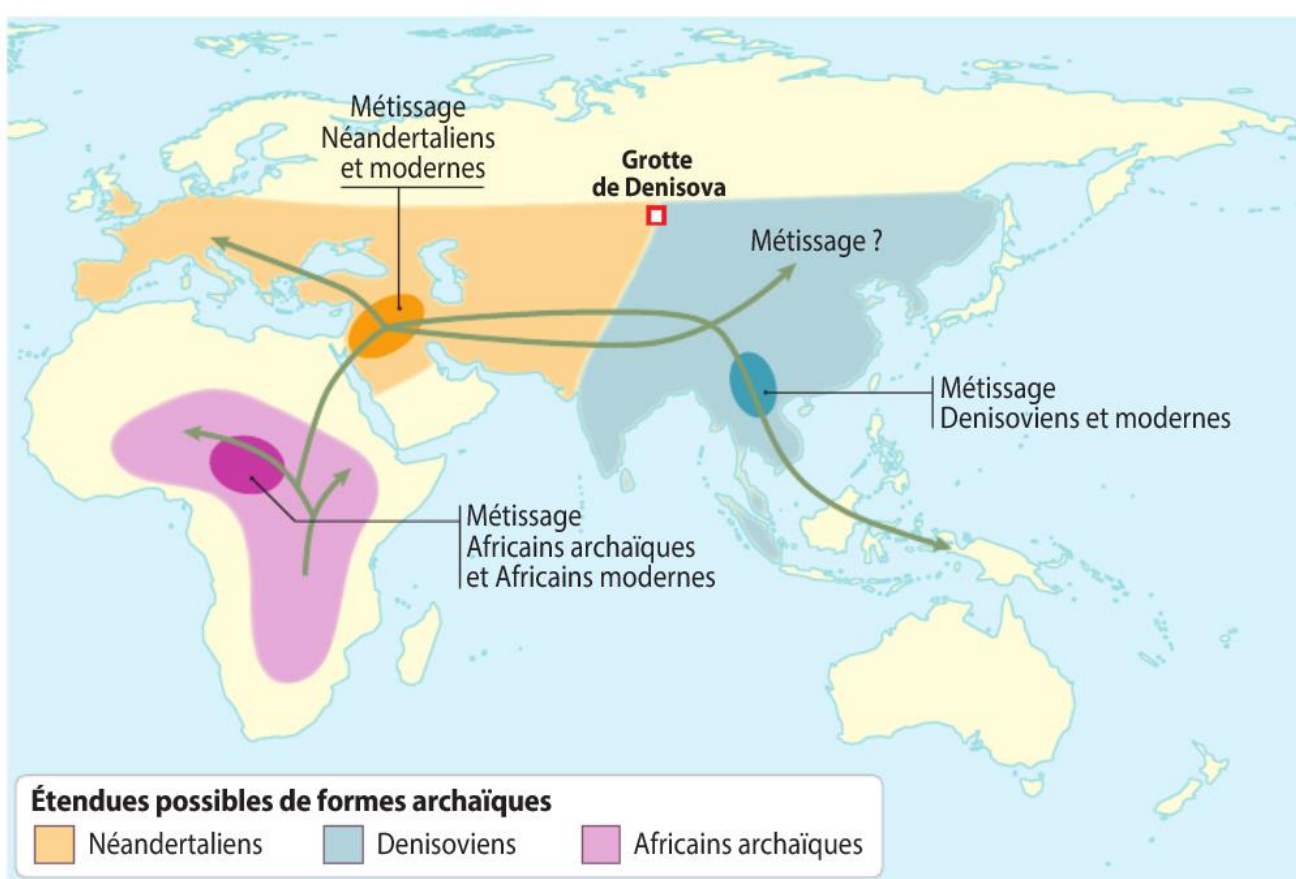 Métissage
Néandertaliens
et modernes
Grotte
de Denisova
Métissage ?
Métissage
Denisoviens et modernes
Métissage
Africains archaïques
et Africains modernes
Étendues possibles de formes archaïques
Néandertaliens
Denisoviens
Africains archaïques